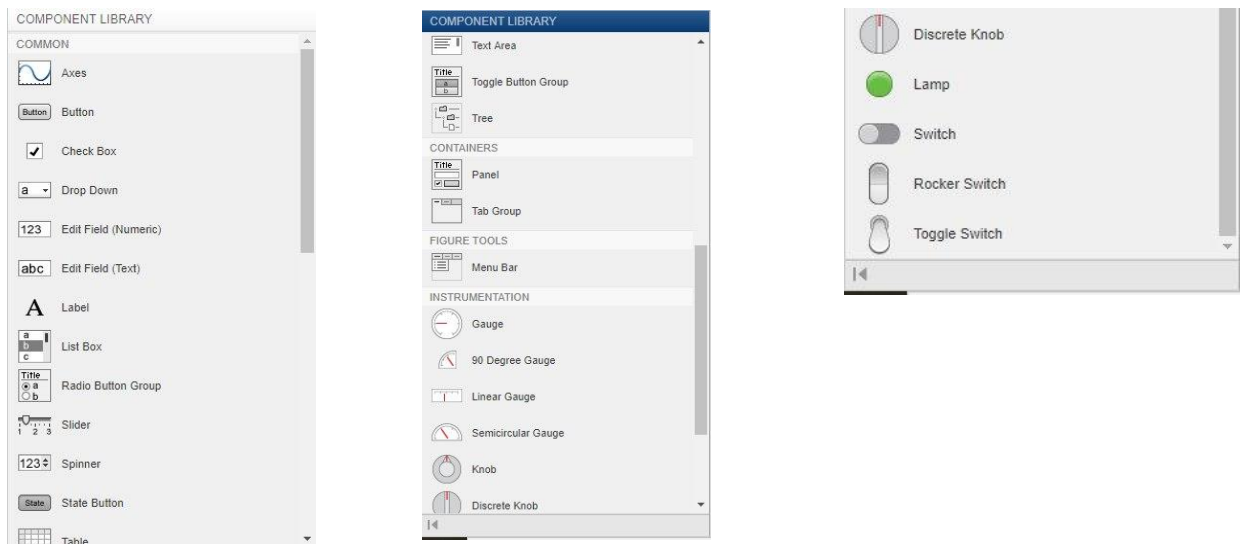 COMPONENT LIBRARY
COMMON
Axes
Button Button
Check Box
a Drop Down
123 Edit Field (Numeric)
abc Edit Field (Text)
A Label
a
b
c
List Box
Title
a
b
Radio Button Group
1 2 3
Slider
123 Spinner
State State Button
Table
COMPONENT LIBRARY
Text Area
Title
a
b
Toggle Button Group
Tree
CONTAINERS
Title
Panel
Tab Group
FIGURE TOOLS
Menu Bar
INSTRUMENTATION
Gauge
90 Degree Gauge
Linear Gauge
Semicircular Gauge
Knob
Discrete Knob
Discrete Knob
Lamp
Switch
Rocker Switch
Toggle Switch